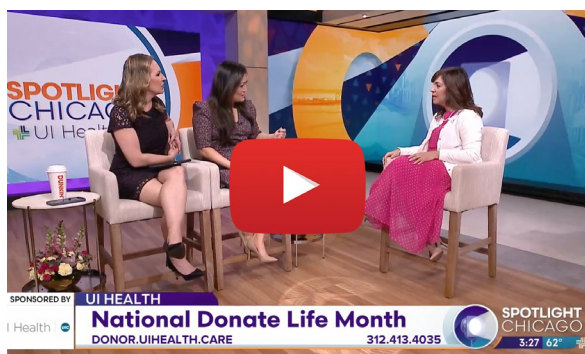 SPOTLIGHT
CHICAGO
UI Health
DUNKIN
SPONSORED BY
UI HEALTH
National Donate Life Month
DONOR.UIHEALTH.CARE
312.413.4035
SPOTLIGHT
CHICAGO
3:27 62°
Health